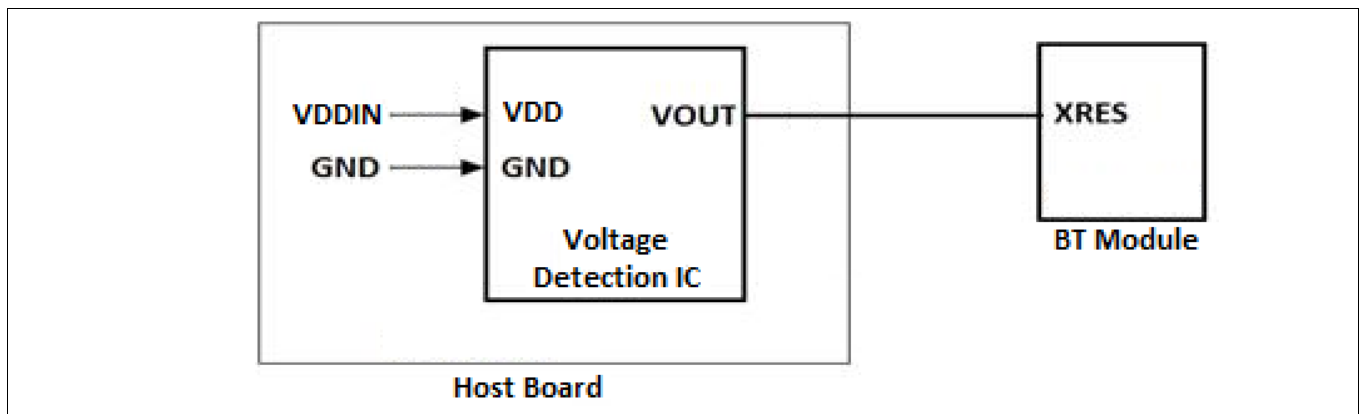 VDDIN
VDD
VOUT
XRES
GND
GND
Voltage
Detection IC
BT Module
Host Board